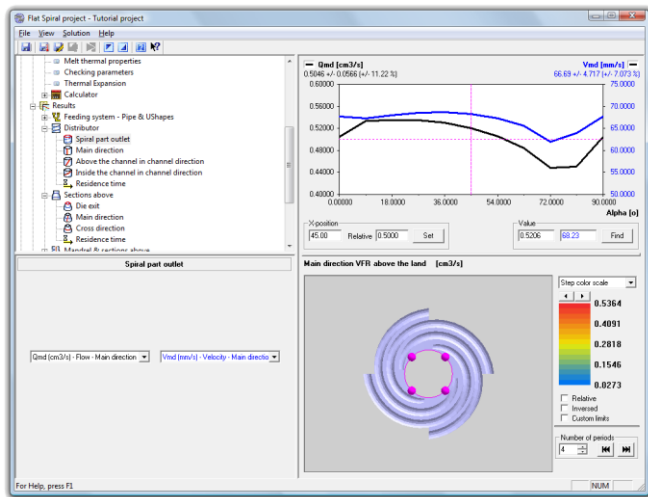 Flat Spiral project - Tutorial project
File View Solution Help
Melt thermal properties
Checking parameters
Thermal Expansion
Calculator
Results
Feeding system - Pipe & UShapes
Distributor
Spiral part outlet
Main direction
Above the channel in channel direction
Inside the channel in channel direction
Residence time
Sections above
Die exit
Main direction
Cross direction
Residence time
Mandrel & sections above
Qmd [cm3/s]
0.5046 +/- 0.0566 (+/- 11.22 %)
Vmd [mm/s]
66.69 +/- 4.717 (+/- 7.073 %)
0.60000
0.56000
0.52000
0.48000
0.44000
0.40000
75.0000
70.0000
65.0000
60.0000
55.0000
50.0000
0.0000 18.0000 36.0000 54.0000 72.0000 90.0000
Alpha [o]
X-position
45.00 Relative 0.5000 Set
Value
0.5206 68.23 Find
Spiral part outlet
Qmd (cm3/s) - Flow - Main direction
Vmd (mm/s) - Velocity - Main directio
Main direction VFR above the land [cm3/s]
Step color scale
0.5364
0.4091
0.2818
0.1546
0.0273
Relative
Inversed
Custom limits
Number of periods
4
For Help, press F1
NUM